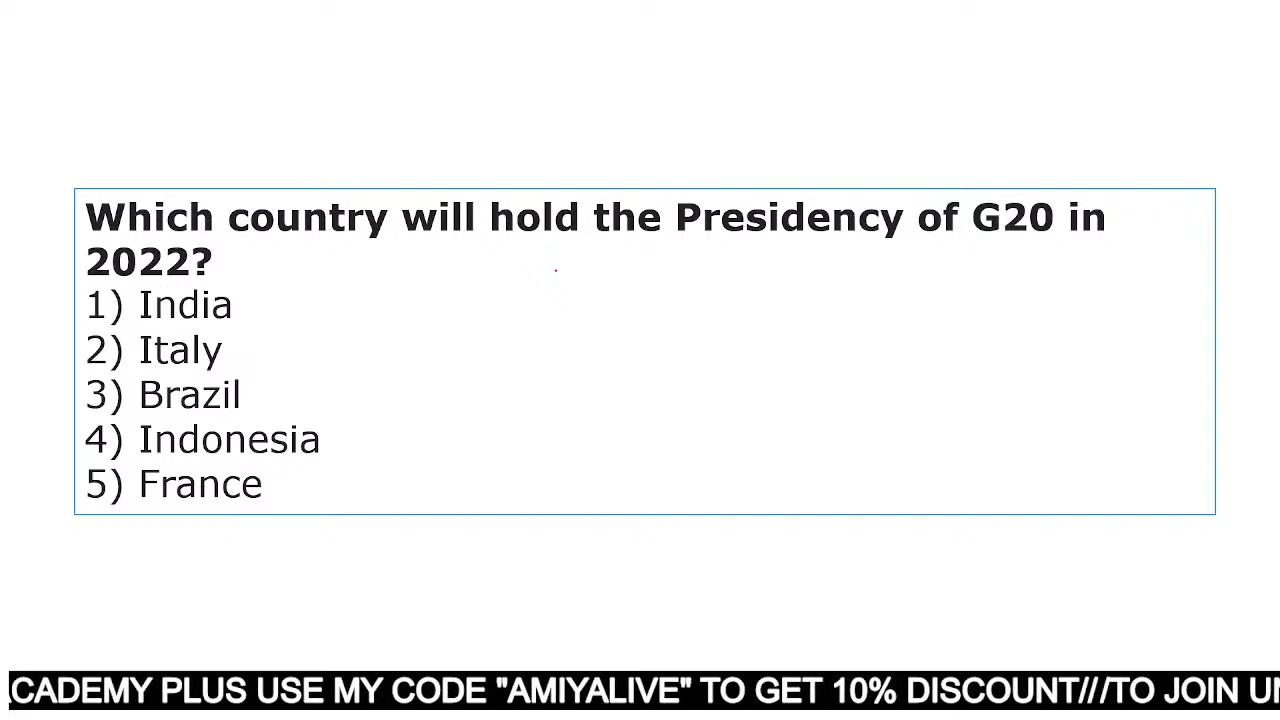 Which country will hold the Presidency of G20 in
2022?
1) India
2) Italy
3) Brazil
4) Indonesia
5) France
CADEMY PLUS USE MY CODE "AMIYALIVE" TO GET 10% DISCOUNT///TO JOIN